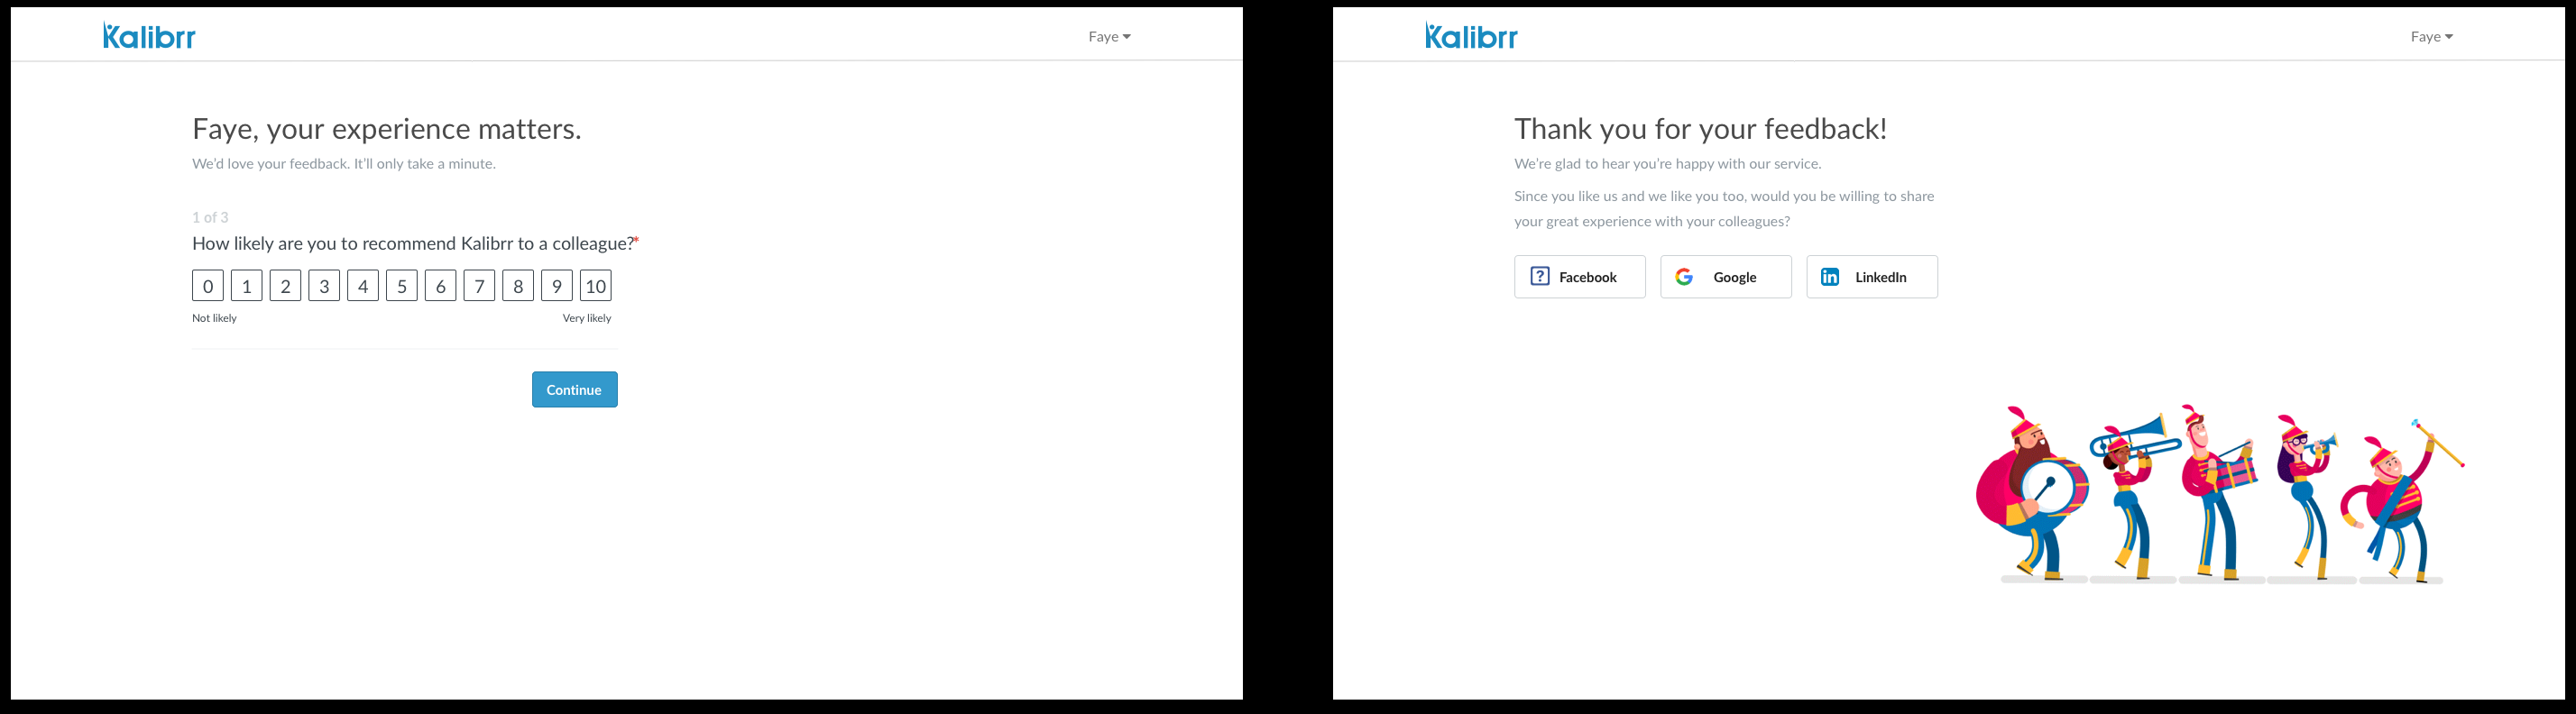 Kalibrr
Faye
Faye, your experience matters.
We'd love your feedback. It'll only take a minute.
1 of 3
How likely are you to recommend Kalibrr to a colleague?*
0 1 2 3 4 5 6 7 8 9 10
Not likely Very likely
Continue
Kalibrr
Faye
Thank you for your feedback!
We're glad to hear you're happy with our service.
Since you like us and we like you too, would you be willing to share
your great experience with your colleagues?
? Facebook G Google in LinkedIn